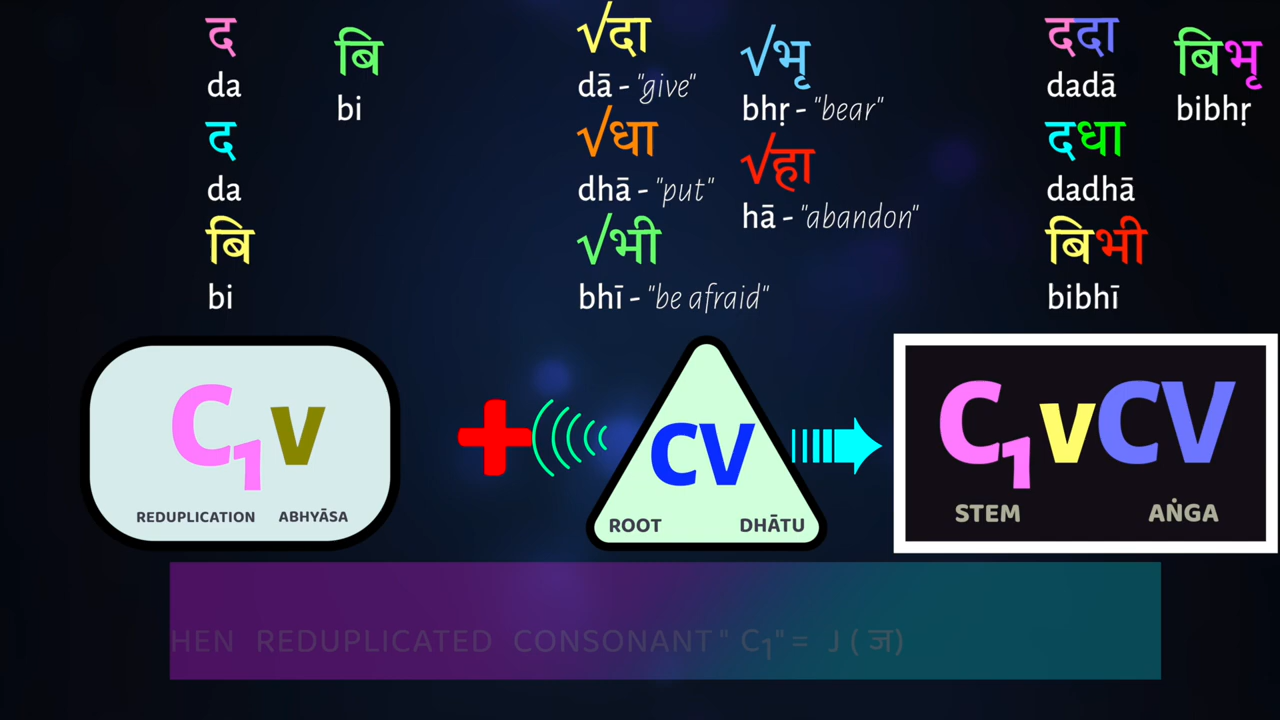 द
da
द
da
बि
bi
बि
bi
√दा
dā - "give"
√धा
dhā - "put"
√भी
bhī - "be afraid"
√भृ
bhṛ - "bear"
√हा
hā - "abandon"
ददा
dadā
दधा
dadhā
बिभी
bibhī
बिभृ
bibhṛ
C₁v
REDUPLICATION ABHYĀSA
CV
ROOT DHĀTU
C₁vCV
STEM AṄGA
HEN REDUPLICATED CONSONANT " C₁" = J ( ज)